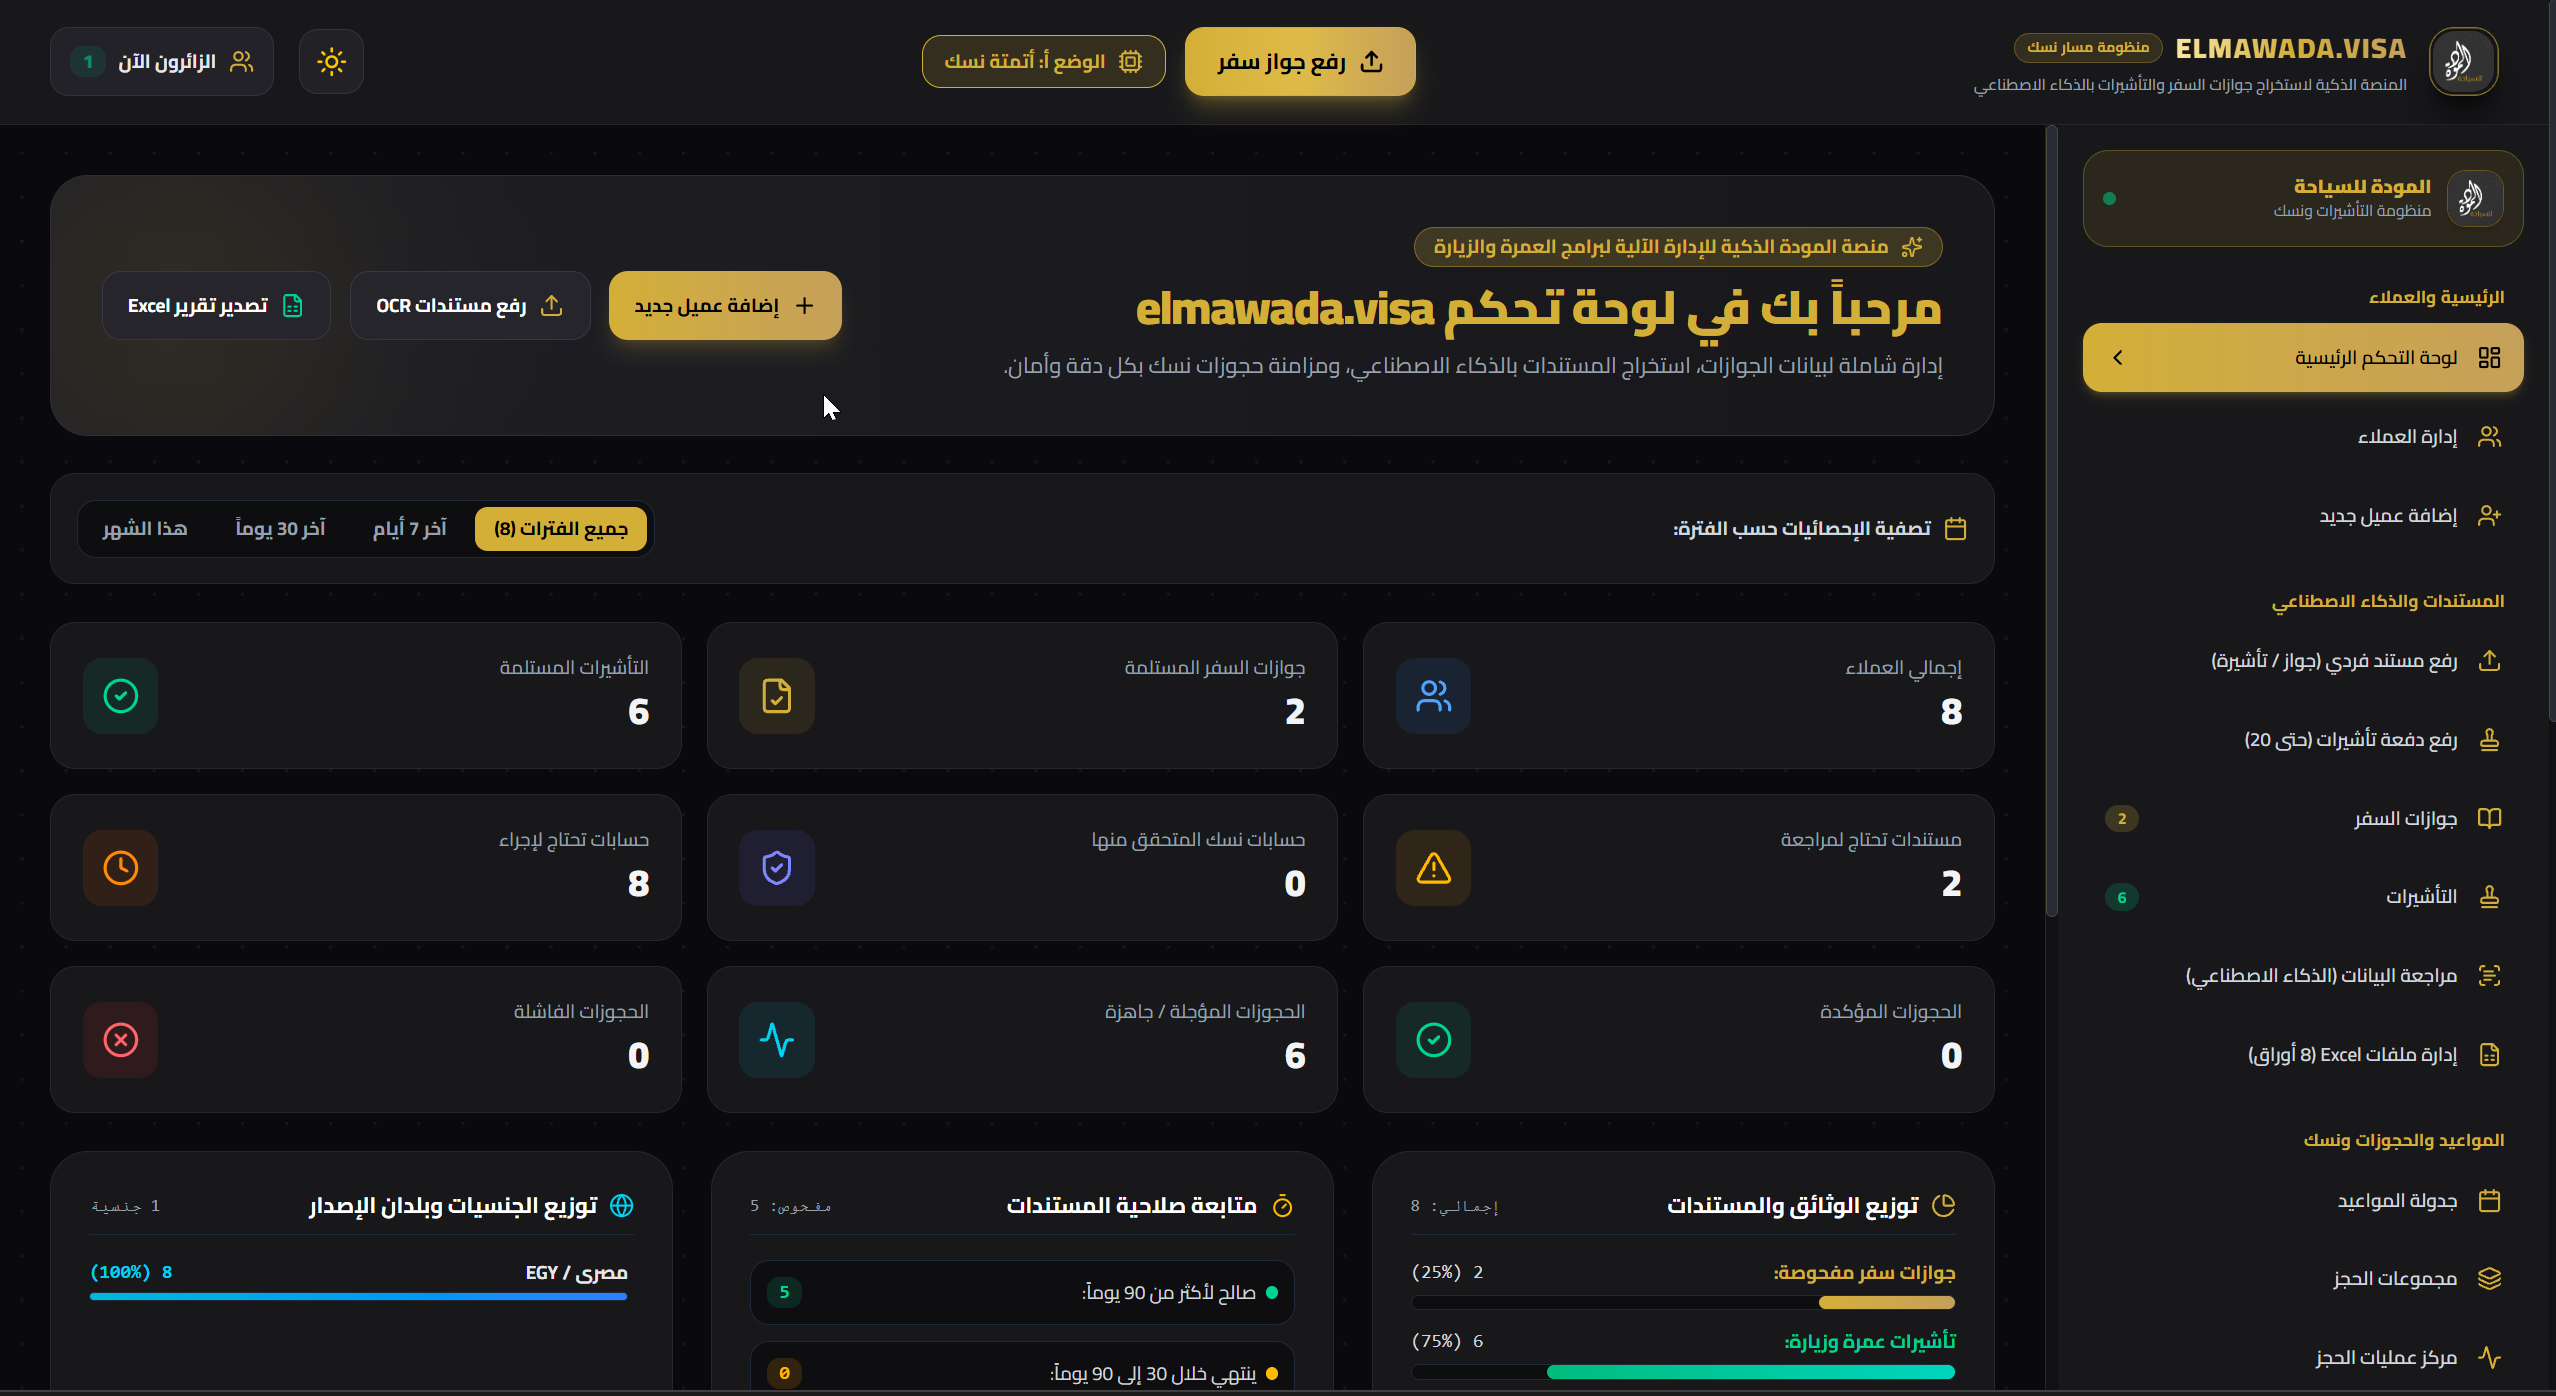 ELMAWADA.VISA منظومة مسار نسك
المنصة الذكية لاستخراج جوازات السفر والتأشيرات بالذكاء الاصطناعي
رفع جواز سفر
الوضع أ: أتمتة نسك
الزائرون الآن 1
المودة للسياحة
منظومة التأشيرات ونسك
الرئيسية والعملاء
لوحة التحكم الرئيسية
إدارة العملاء
إضافة عميل جديد
المستندات والذكاء الاصطناعي
رفع مستند فردي (جواز / تأشيرة)
رفع دفعة تأشيرات (حتى 20)
جوازات السفر 2
التأشيرات 6
مراجعة البيانات (الذكاء الاصطناعي)
إدارة ملفات Excel (8 أوراق)
المواعيد والحجوزات ونسك
جدولة المواعيد
مجموعات الحجز
مركز عمليات الحجز
منصة المودة الذكية للإدارة الآلية لبرامج العمرة والزيارة
مرحباً بك في لوحة تحكم elmawada.visa
إدارة شاملة لبيانات الجوازات، استخراج المستندات بالذكاء الاصطناعي، ومزامنة حجوزات نسك بكل دقة وأمان.
إضافة عميل جديد
رفع مستندات OCR
تصدير تقرير Excel
تصفية الإحصائيات حسب الفترة:
جميع الفترات (8)
آخر 7 أيام
آخر 30 يوماً
هذا الشهر
إجمالي العملاء
8
جوازات السفر المستلمة
2
التأشيرات المستلمة
6
مستندات تحتاج لمراجعة
2
حسابات نسك المتحقق منها
0
حسابات تحتاج لإجراء
8
الحجوزات المؤكدة
0
الحجوزات المؤجلة / جاهزة
6
الحجوزات الفاشلة
0
توزيع الوثائق والمستندات
إجمالي: 8
جوازات سفر مفحوصة:
2 (25%)
تأشيرات عمرة وزيارة:
6 (75%)
متابعة صلاحية المستندات
مفحوص: 5
صالح لأكثر من 90 يوماً:
5
ينتهي خلال 30 إلى 90 يوماً:
0
توزيع الجنسيات وبلدان الإصدار
1 جنسية
مصرى / EGY
8 (100%)